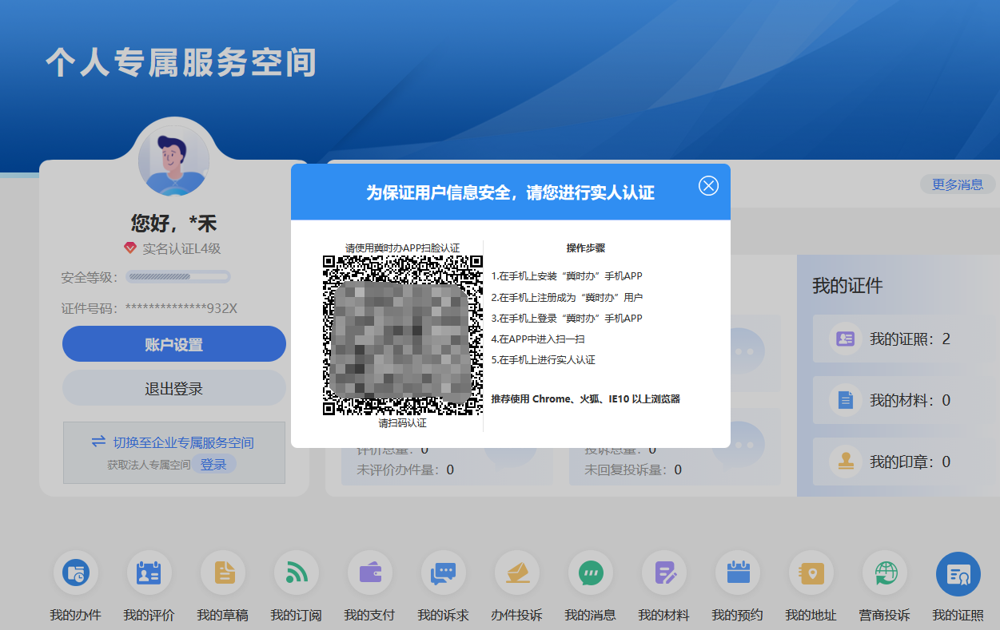 个人专属服务空间
更多消息
您好，*禾
实名认证L4级
安全等级：
证件号码：**************932X
账户设置
退出登录
切换至企业专属服务空间
获取法人专属空间 登录
为保证用户信息安全，请您进行实人认证
请使用冀时办APP扫脸认证
请扫码认证
操作步骤
1.在手机上安装“冀时办”手机APP
2.在手机上注册成为“冀时办”用户
3.在手机上登录“冀时办”手机APP
4.在APP中进入扫一扫
5.在手机上进行实人认证
推荐使用 Chrome、火狐、IE10 以上浏览器
评价总量：0
未评价办件量：0
投诉总量：0
未回复投诉量：0
我的证件
我的证照：2
我的材料：0
我的印章：0
我的办件
我的评价
我的草稿
我的订阅
我的支付
我的诉求
办件投诉
我的消息
我的材料
我的预约
我的地址
营商投诉
我的证照